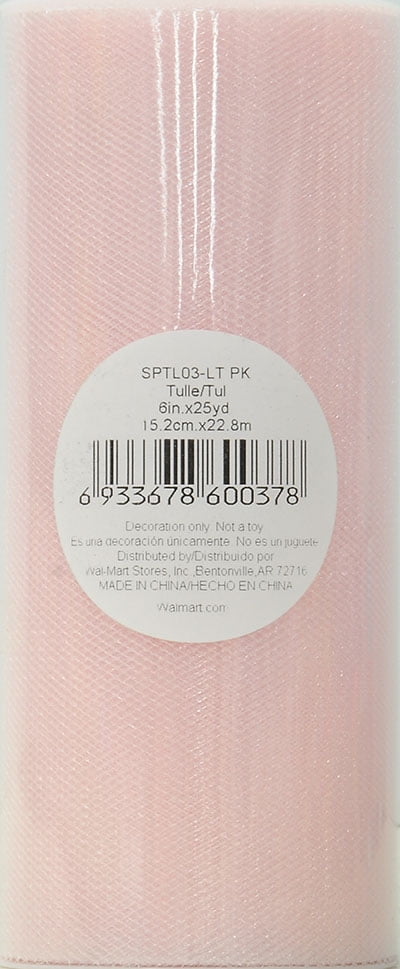 SPTL03-LT PK
Tulle/Tul
6in.x25yd
15.2cm.x22.8m
6 933678 600378
Decoration only. Not a toy
Es una decoración únicamente. No es un juguete
Distributed by/Distribuido por
Wal-Mart Stores, Inc.,Bentonville,AR 72716
MADE IN CHINA/HECHO EN CHINA
Walmart.com